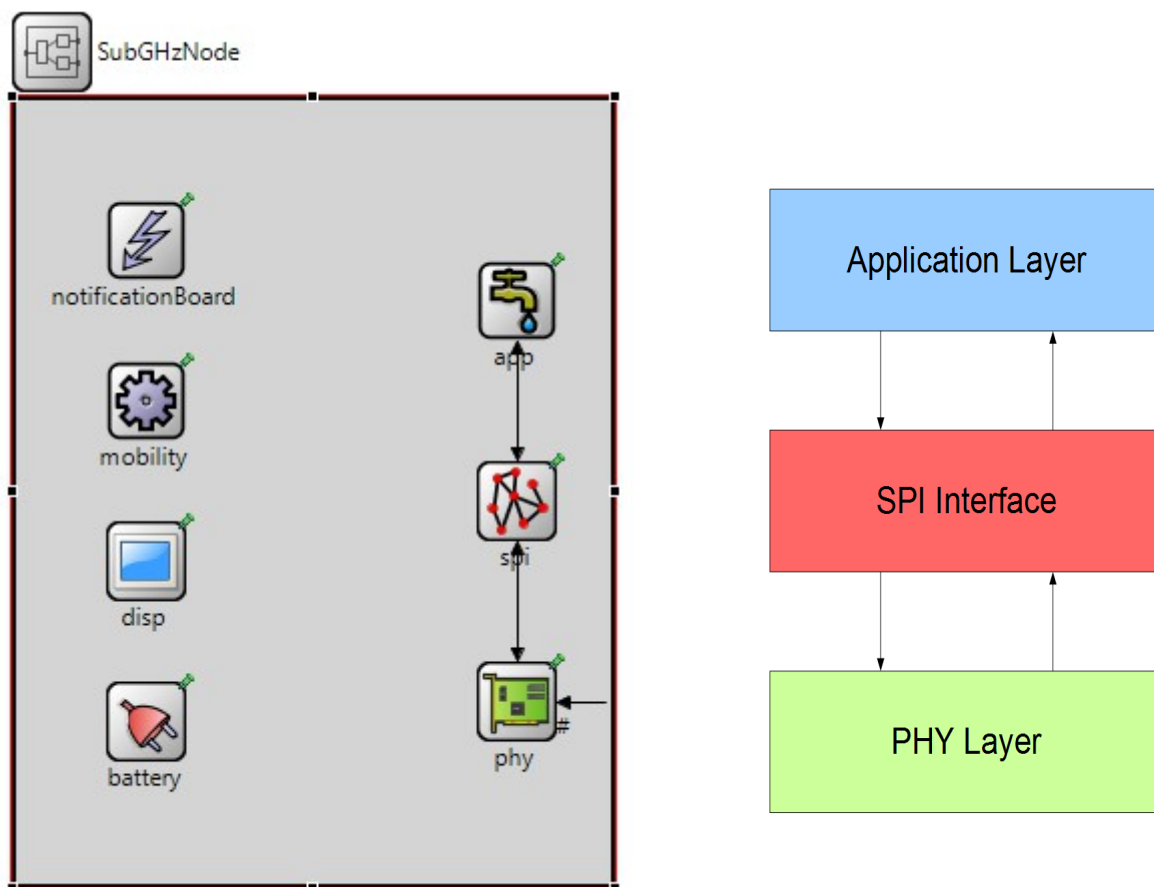 SubGHzNode
notificationBoard
mobility
disp
battery
app
spi
phy
#
Application Layer
SPI Interface
PHY Layer